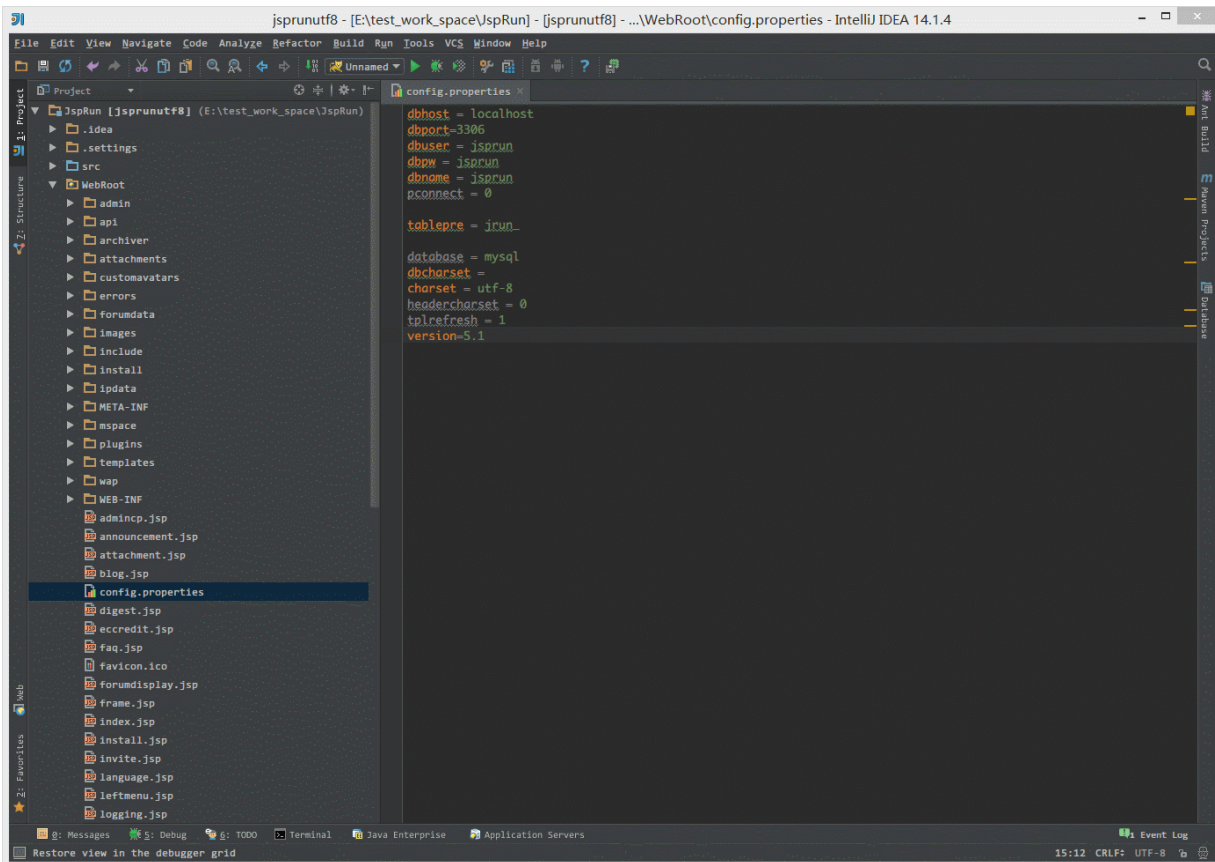 jsprunutf8 - [E:\test_work_space\JspRun] - [jsprunutf8] - ...\WebRoot\config.properties - IntelliJ IDEA 14.1.4
File Edit View Navigate Code Analyze Refactor Build Run Tools VCS Window Help
Unnamed
Project
config.properties
1: Project
Z: Structure
Web
2: Favorites
JspRun [jsprunutf8] (E:\test_work_space\JspRun)
.idea
.settings
src
WebRoot
admin
api
archiver
attachments
customavatars
errors
forumdata
images
include
install
ipdata
META-INF
mspace
plugins
templates
wap
WEB-INF
admincp.jsp
announcement.jsp
attachment.jsp
blog.jsp
config.properties
digest.jsp
eccredit.jsp
faq.jsp
favicon.ico
forumdisplay.jsp
frame.jsp
index.jsp
install.jsp
invite.jsp
language.jsp
leftmenu.jsp
logging.jsp
dbhost = localhost
dbport=3306
dbuser = jsprun
dbpw = jsprun
dbname = jsprun
pconnect = 0
tablepre = jrun_
database = mysql
dbcharset =
charset = utf-8
headercharset = 0
tplrefresh = 1
version=5.1
Ant Build
Maven Projects
Database
0: Messages 5: Debug 6: TODO Terminal Java Enterprise Application Servers 1 Event Log
Restore view in the debugger grid 15:12 CRLF UTF-8